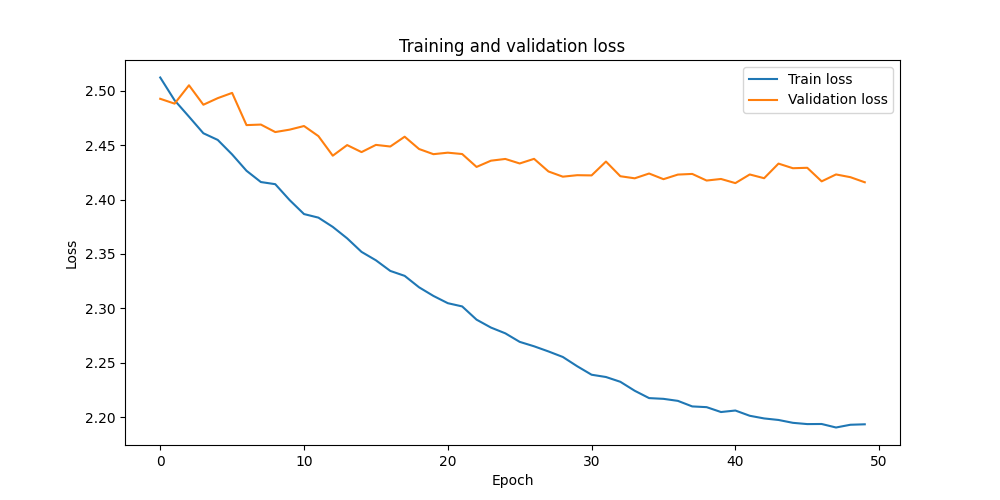 Training and validation loss
Train loss
Validation loss
2.50
2.45
2.40
2.35
2.30
2.25
2.20
Loss
0 10 20 30 40 50
Epoch